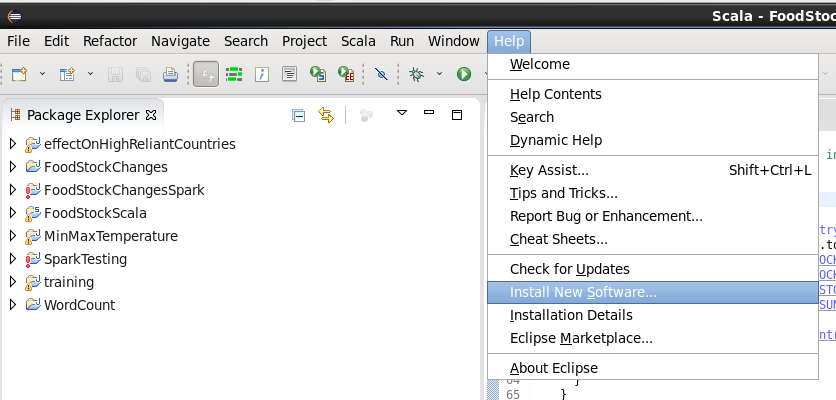 Scala - FoodStoc
File Edit Refactor Navigate Search Project Scala Run Window Help
Welcome
Help Contents
Search
Dynamic Help
Key Assist... Shift+Ctrl+L
Tips and Tricks...
Report Bug or Enhancement...
Cheat Sheets...
Check for Updates
Install New Software...
Installation Details
Eclipse Marketplace...
About Eclipse
Package Explorer
effectOnHighReliantCountries
FoodStockChanges
FoodStockChangesSpark
FoodStockScala
MinMaxTemperature
SparkTesting
training
WordCount
in
try
.to
OCK
OCK
STO
SUN
ntr
64 }
65 }